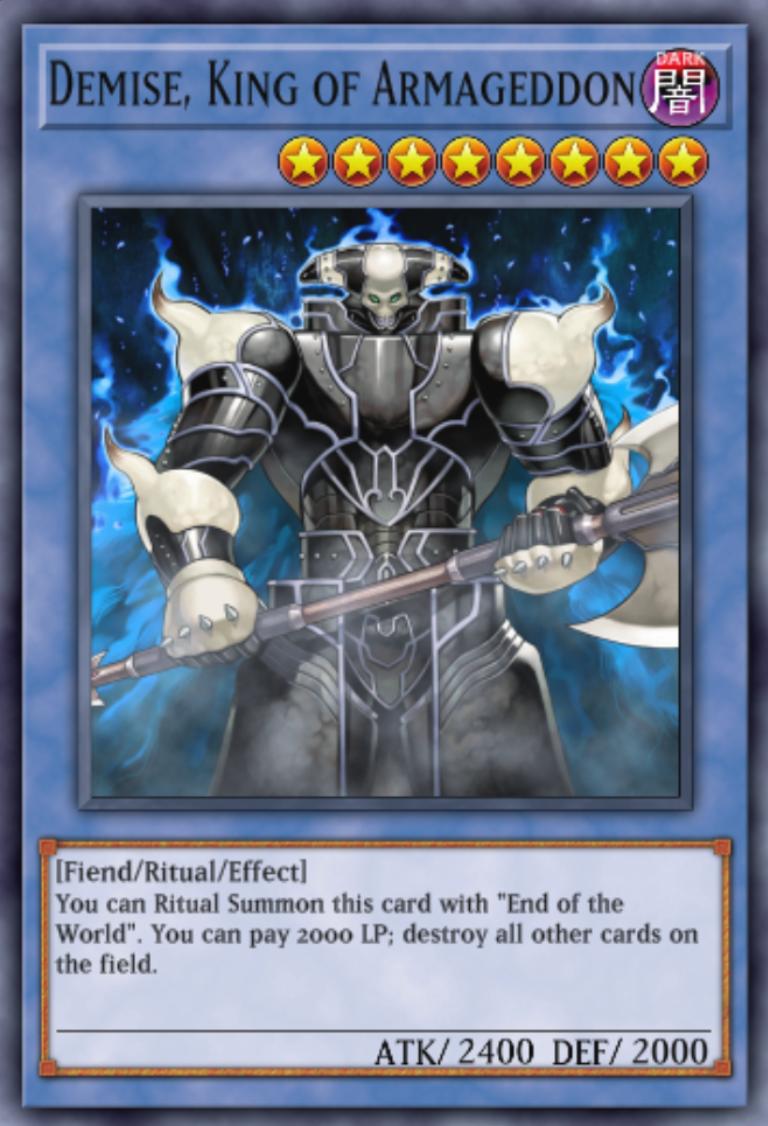 DEMISE, KING OF ARMAGEDDON
DARK
闇
[Fiend/Ritual/Effect]
You can Ritual Summon this card with "End of the
World". You can pay 2000 LP; destroy all other cards on
the field.
ATK/ 2400 DEF/ 2000